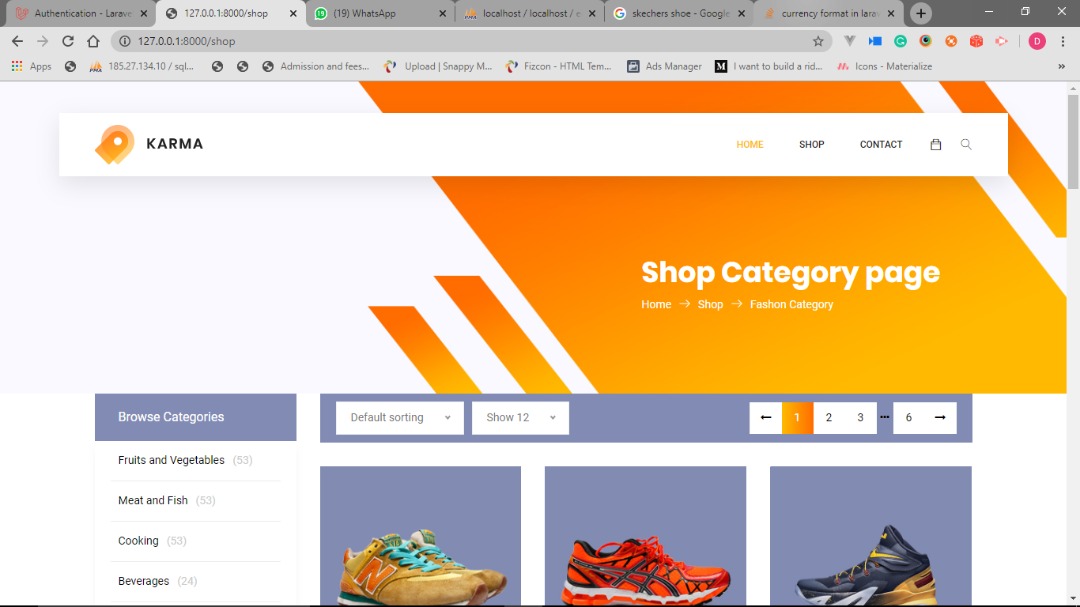 Authentication - Larave
127.0.0.1:8000/shop
(19) WhatsApp
localhost / localhost / e
skechers shoe - Google
currency format in larav
127.0.0.1:8000/shop
D
Apps
185.27.134.10 / sql...
Admission and fees...
Upload | Snappy M...
Fizcon - HTML Tem...
Ads Manager
M
I want to build a rid...
Icons - Materialize
»
KARMA
HOME
SHOP
CONTACT
Shop Category page
Home → Shop → Fashon Category
Browse Categories
Default sorting
Show 12
← 1 2 3 ... 6 →
Fruits and Vegetables (53)
Meat and Fish (53)
Cooking (53)
Beverages (24)
N